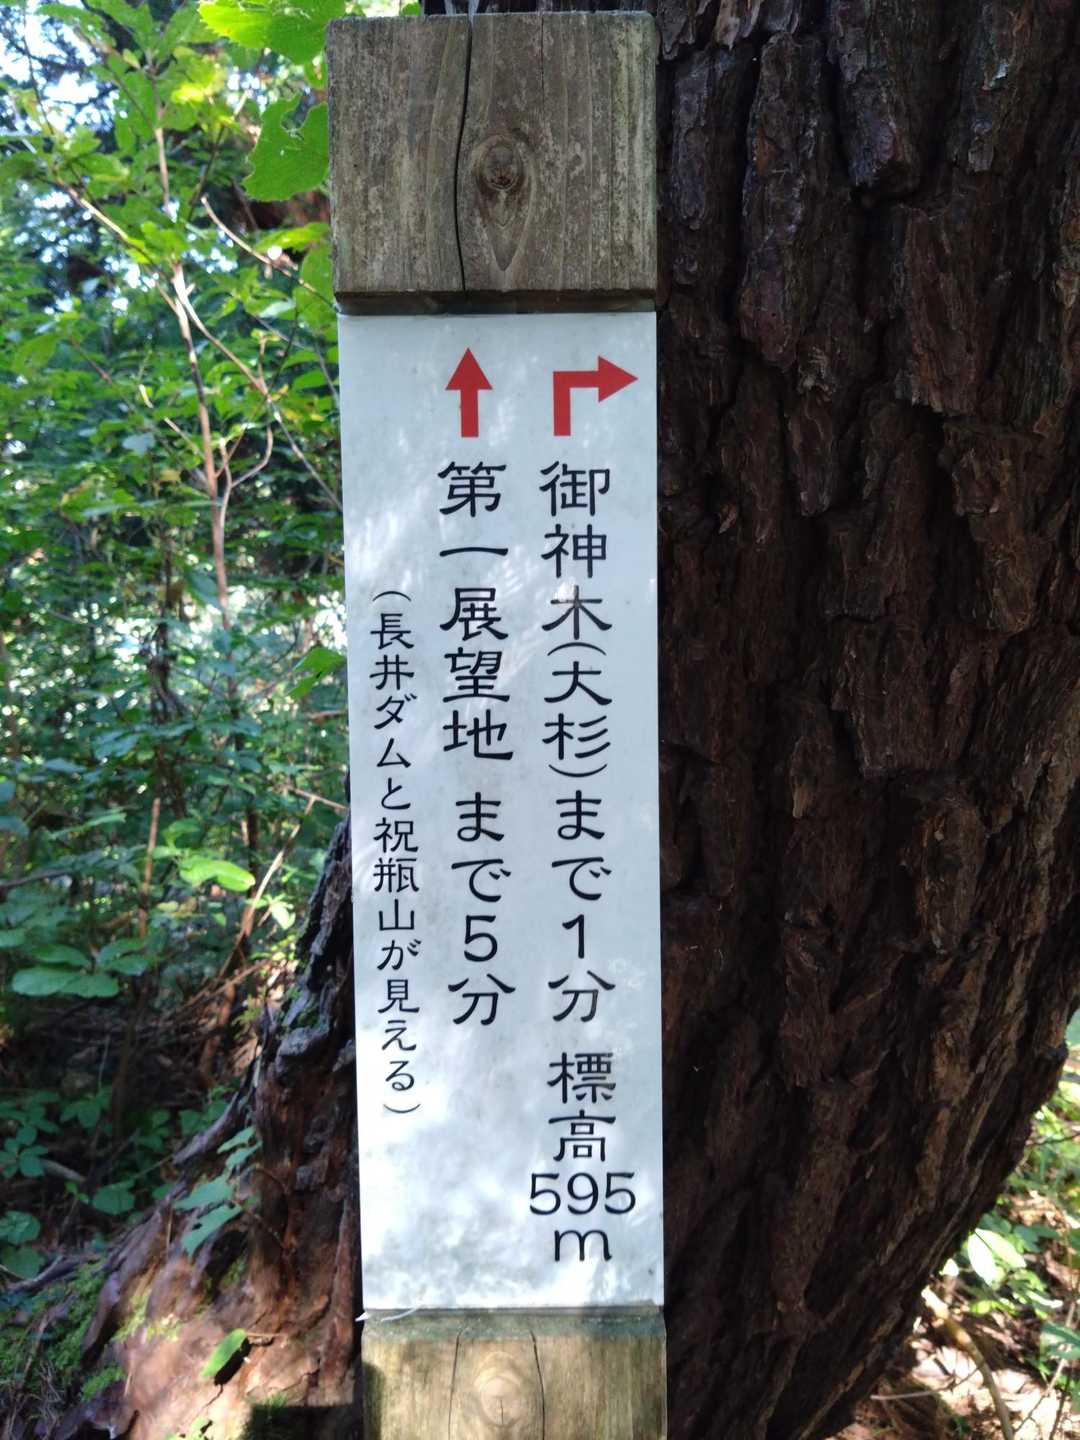 御神木(大杉)まで1分 標高595m
第一展望地 まで5分
(長井ダムと祝瓶山が見える)